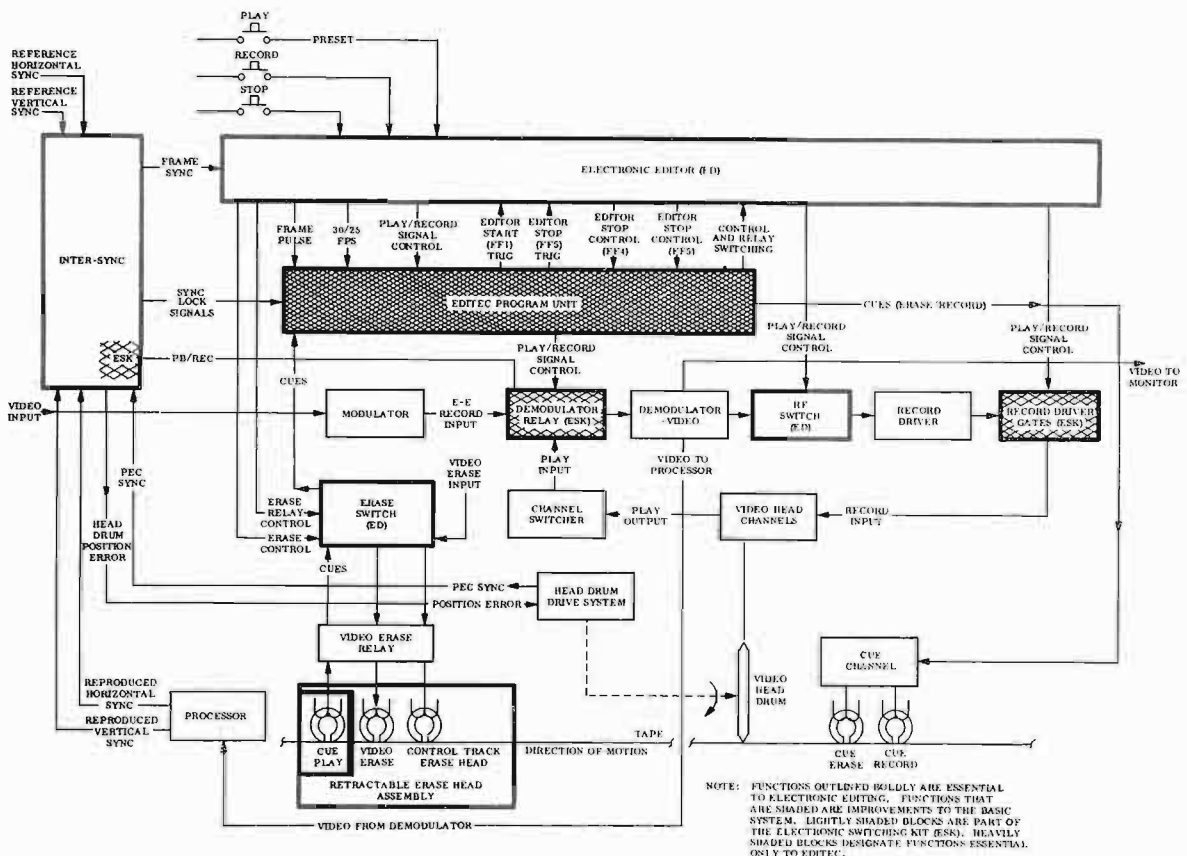 PLAY
PRESET
RECORD
STOP
REFERENCE
HORIZONTAL
SYNC
REFERENCE
VERTICAL
SYNC
FRAME
SYNC
ELECTRONIC EDITOR (ED)
INTER-SYNC
FRAME
PULSE
30/25
FPS
PLAY/RECORD
SIGNAL
CONTROL
EDITOR
START
(FF1)
TRIG
EDITOR
STOP
(FF5)
TRIG
EDITOR
STOP
CONTROL
(FF4)
EDITOR
STOP
CONTROL
(FF5)
CONTROL
AND RELAY
SWITCHING
SYNC
LOCK
SIGNALS
EDITEC PROGRAM UNIT
CUES (ERASE/RECORD)
ESK
PB/REC
CUES
PLAY/RECORD
SIGNAL
CONTROL
PLAY/RECORD
SIGNAL
CONTROL
PLAY/RECORD
SIGNAL
CONTROL
VIDEO TO
MONITOR
VIDEO
INPUT
MODULATOR
E-E
RECORD
INPUT
DEMODULATOR
RELAY (ESK)
DEMODULATOR
-VIDEO
RF
SWITCH
(ED)
RECORD
DRIVER
RECORD DRIVER
GATES (ESK)
PEC
SYNC
HEAD
DRUM
POSITION
ERROR
ERASE
RELAY
CONTROL
ERASE
CONTROL
ERASE
SWITCH
(ED)
VIDEO
ERASE
INPUT
PLAY
INPUT
VIDEO TO
PROCESSOR
CHANNEL
SWITCHER
PLAY
OUTPUT
VIDEO HEAD
CHANNELS
RECORD
INPUT
CUES
PEC SYNC
POSITION ERROR
HEAD DRUM
DRIVE SYSTEM
VIDEO ERASE
RELAY
CUE
CHANNEL
REPRODUCED
HORIZONTAL
SYNC
REPRODUCED
VERTICAL
SYNC
PROCESSOR
VIDEO
HEAD
DRUM
CUE
PLAY
VIDEO
ERASE
CONTROL TRACK
ERASE HEAD
TAPE
DIRECTION OF MOTION
CUE
ERASE
CUE
RECORD
RETRACTABLE ERASE HEAD
ASSEMBLY
VIDEO FROM DEMODULATOR
NOTE: FUNCTIONS OUTLINED BOLDLY ARE ESSENTIAL
TO ELECTRONIC EDITING. FUNCTIONS THAT
ARE SHADED ARE IMPROVEMENTS TO THE BASIC
SYSTEM. LIGHTLY SHADED BLOCKS ARE PART OF
THE ELECTRONIC SWITCHING KIT (ESK). HEAVILY
SHADED BLOCKS DESIGNATE FUNCTIONS ESSENTIAL
ONLY TO EDITEC.